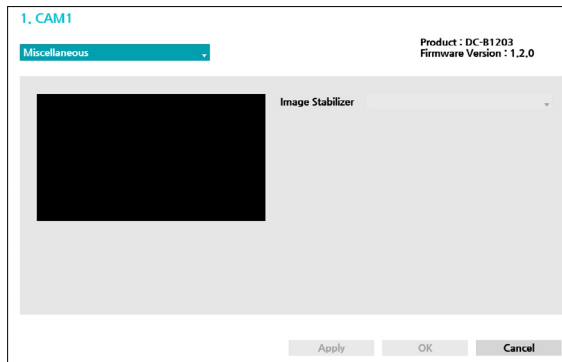 1. CAM1
Miscellaneous
Product : DC-B1203
Firmware Version : 1.2.0
Image Stabilizer
Apply
OK
Cancel